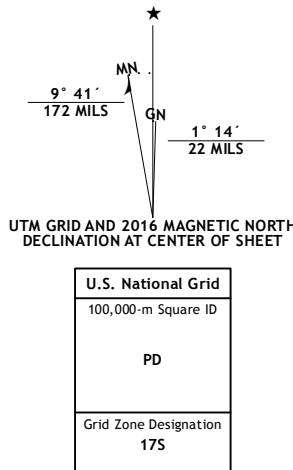 ★
MN
9° 41´
172 MILS
GN
1° 14´
22 MILS
UTM GRID AND 2016 MAGNETIC NORTH
DECLINATION AT CENTER OF SHEET
U.S. National Grid
100,000-m Square ID
PD
Grid Zone Designation
17S